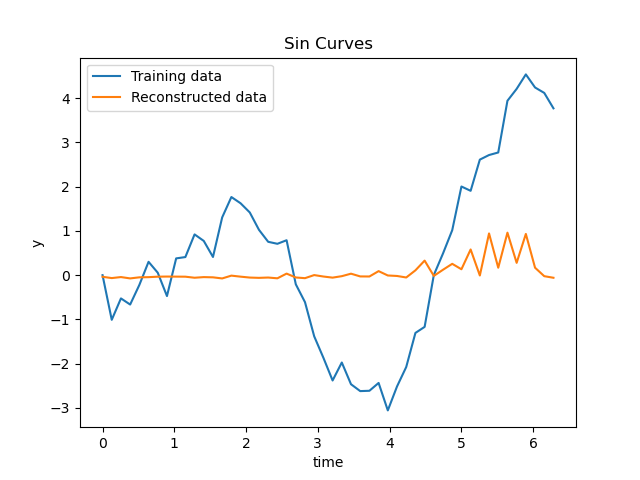 Sin Curves
Training data
Reconstructed data
4
3
2
1
0
−1
−2
−3
y
0 1 2 3 4 5 6
time